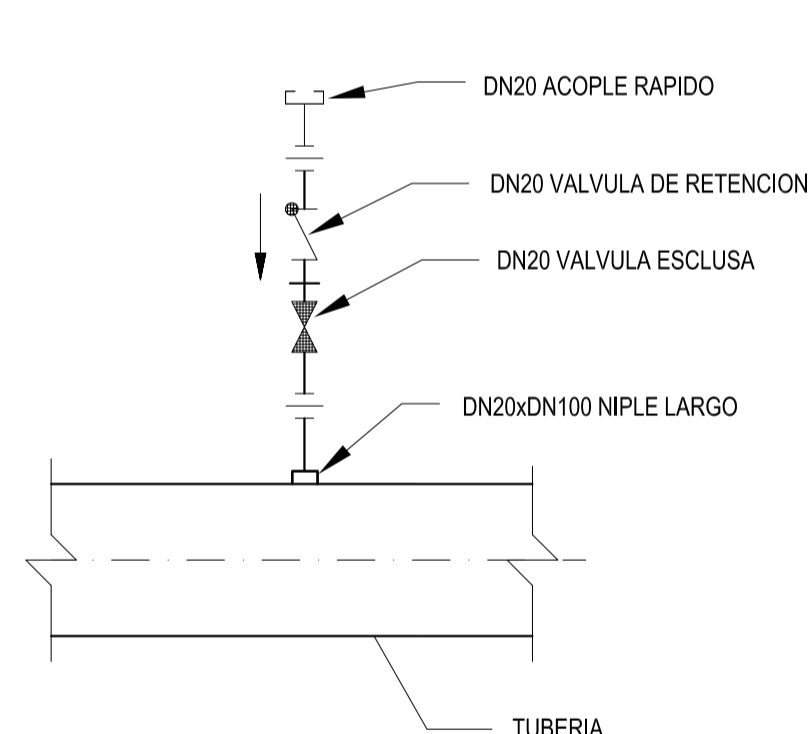 DN20 ACOPLE RAPIDO
DN20 VALVULA DE RETENCION
DN20 VALVULA ESCLUSA
DN20xDN100 NIPLE LARGO
TUBERIA